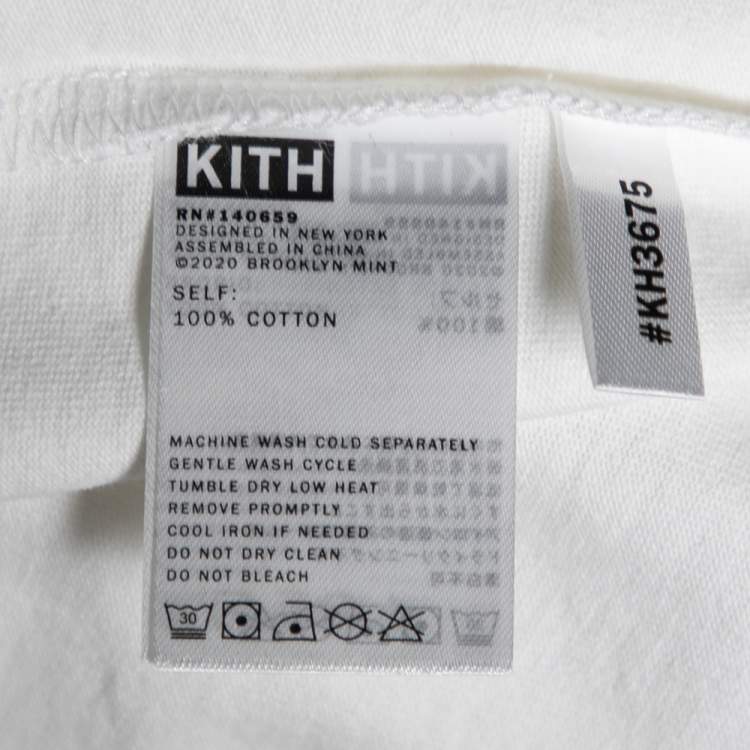 KITH
RN#140659
DESIGNED IN NEW YORK
ASSEMBLED IN CHINA
©2020 BROOKLYN MINT
SELF:
100% COTTON
MACHINE WASH COLD SEPARATELY
GENTLE WASH CYCLE
TUMBLE DRY LOW HEAT
REMOVE PROMPTLY
COOL IRON IF NEEDED
DO NOT DRY CLEAN
DO NOT BLEACH
30
#KH3675